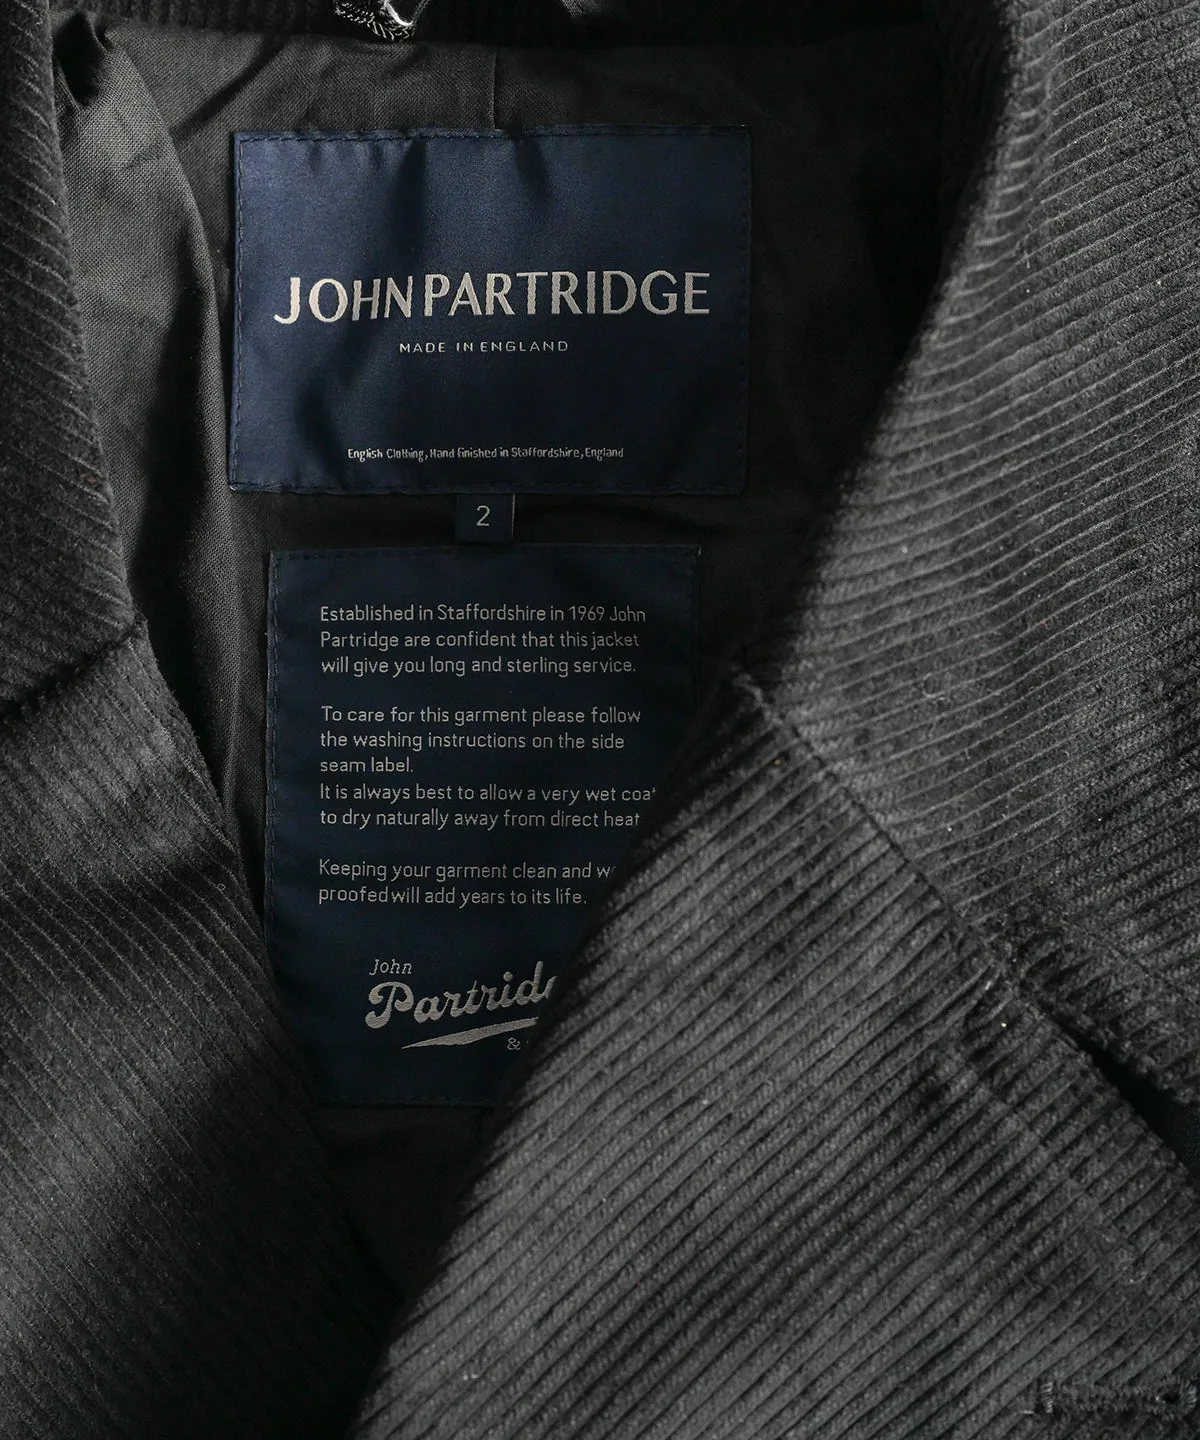 JOHN PARTRIDGE
MADE IN ENGLAND
English Clothing, Hand finished in Staffordshire, England
2
Established in Staffordshire in 1969 John
Partridge are confident that this jacket
will give you long and sterling service.
To care for this garment please follow
the washing instructions on the side
seam label.
It is always best to allow a very wet coat
to dry naturally away from direct heat
Keeping your garment clean and
proofed will add years to its life.
John
&